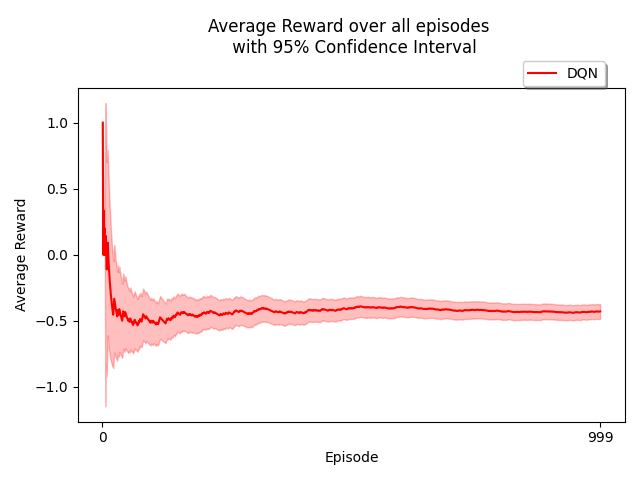 Average Reward over all episodes
with 95% Confidence Interval
DQN
1.0
0.5
0.0
−0.5
−1.0
Average Reward
0
999
Episode